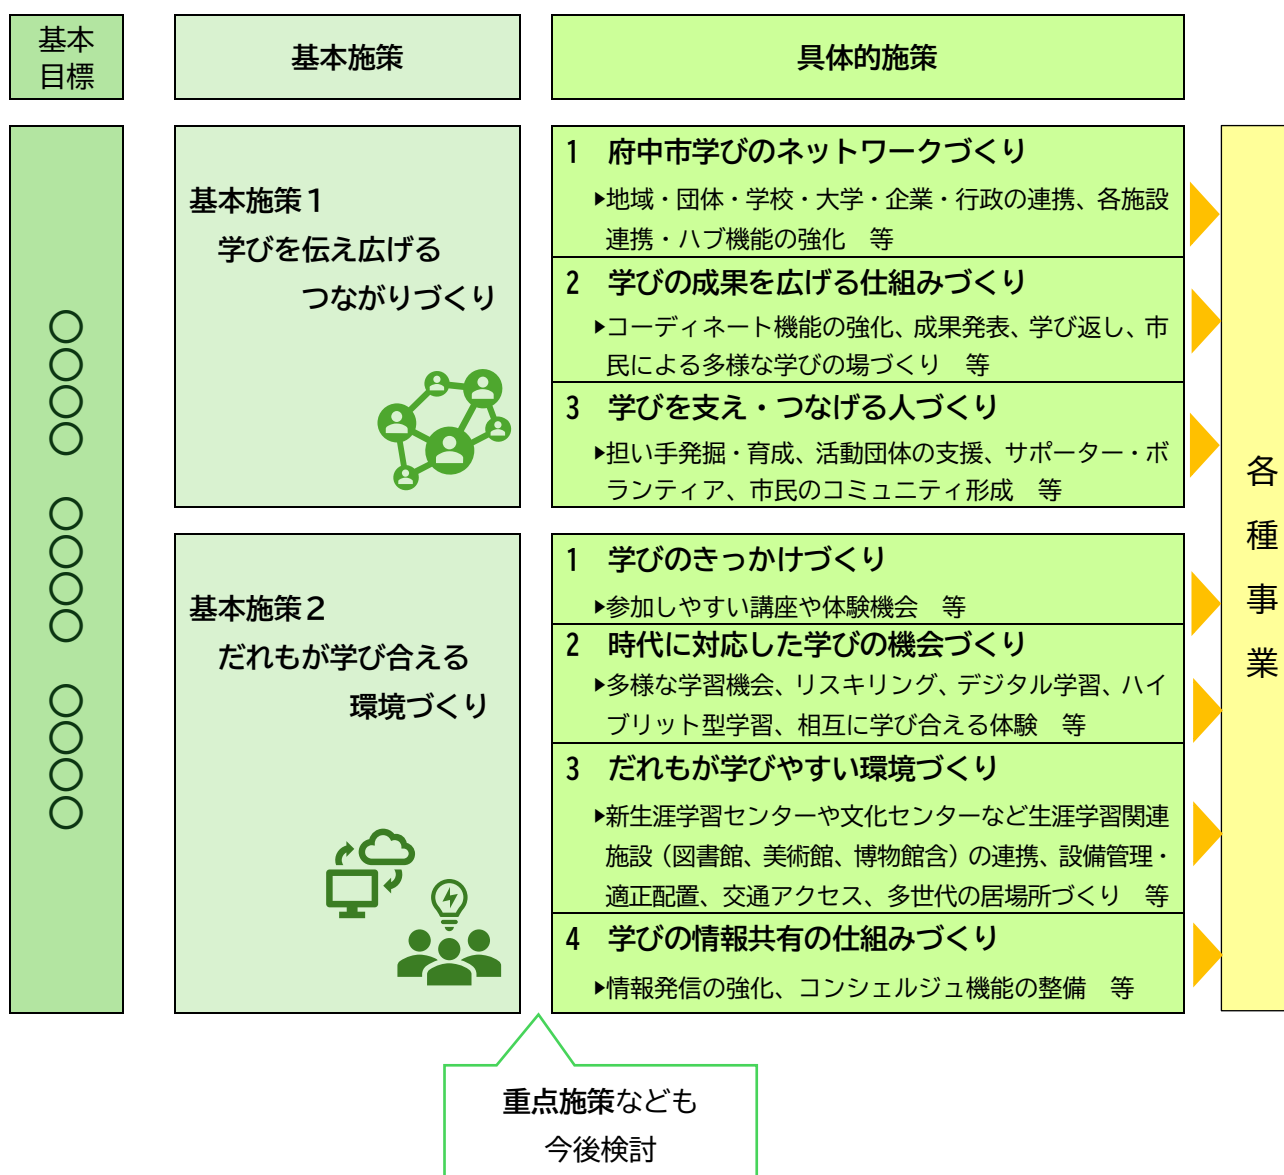 基本
目標
基本施策
具体的施策
〇〇〇〇　〇〇〇〇　〇〇〇〇
基本施策１
学びを伝え広げる
つながりづくり
1　府中市学びのネットワークづくり
▶地域・団体・学校・大学・企業・行政の連携、各施設
連携・ハブ機能の強化　等
2　学びの成果を広げる仕組みづくり
▶コーディネート機能の強化、成果発表、学び返し、市
民による多様な学びの場づくり　等
3　学びを支え・つなげる人づくり
▶担い手発掘・育成、活動団体の支援、サポーター・ボ
ランティア、市民のコミュニティ形成　等
基本施策２
だれもが学び合える
環境づくり
1　学びのきっかけづくり
▶参加しやすい講座や体験機会　等
2　時代に対応した学びの機会づくり
▶多様な学習機会、リスキリング、デジタル学習、ハイ
ブリット型学習、相互に学び合える体験　等
3　だれもが学びやすい環境づくり
▶新生涯学習センターや文化センターなど生涯学習関連
施設（図書館、美術館、博物館含）の連携、設備管理・
適正配置、交通アクセス、多世代の居場所づくり　等
4　学びの情報共有の仕組みづくり
▶情報発信の強化、コンシェルジュ機能の整備　等
各種事業
重点施策なども
今後検討